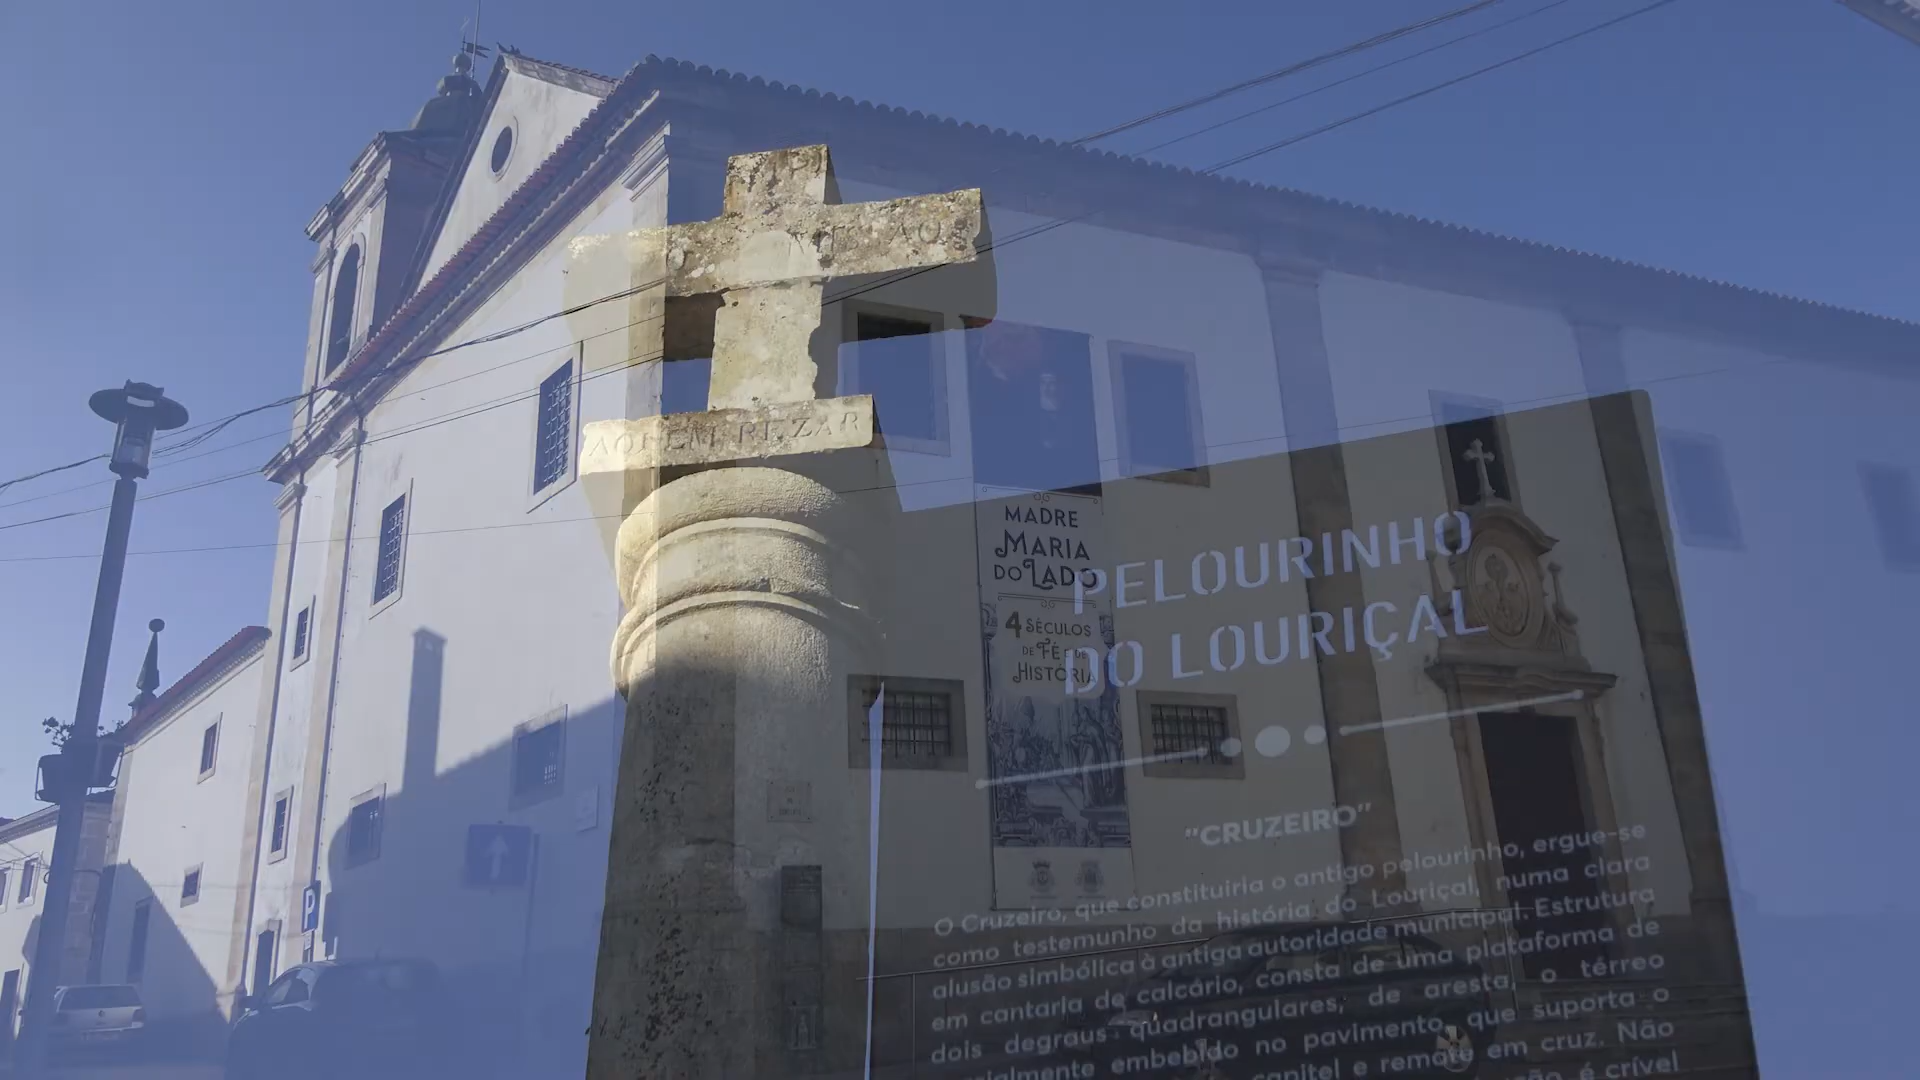 AQUEM REZAR
MADRE
MARIA
DO LADO
4 SÉCULOS
DE FÉ E DE
HISTÓRIA
P
PELOURINHO
DO LOURIÇAL
“CRUZEIRO”
O Cruzeiro, que constituiria o antigo pelourinho, ergue-se
como testemunho da história do Louriçal, numa clara
alusão simbólica à antiga autoridade municipal. Estrutura
em cantaria de calcário, consta de uma plataforma de
dois degraus quadrangulares, de aresta, o térreo
embebido no pavimento, que suporta o
capitel e remate em cruz. Não
é crível